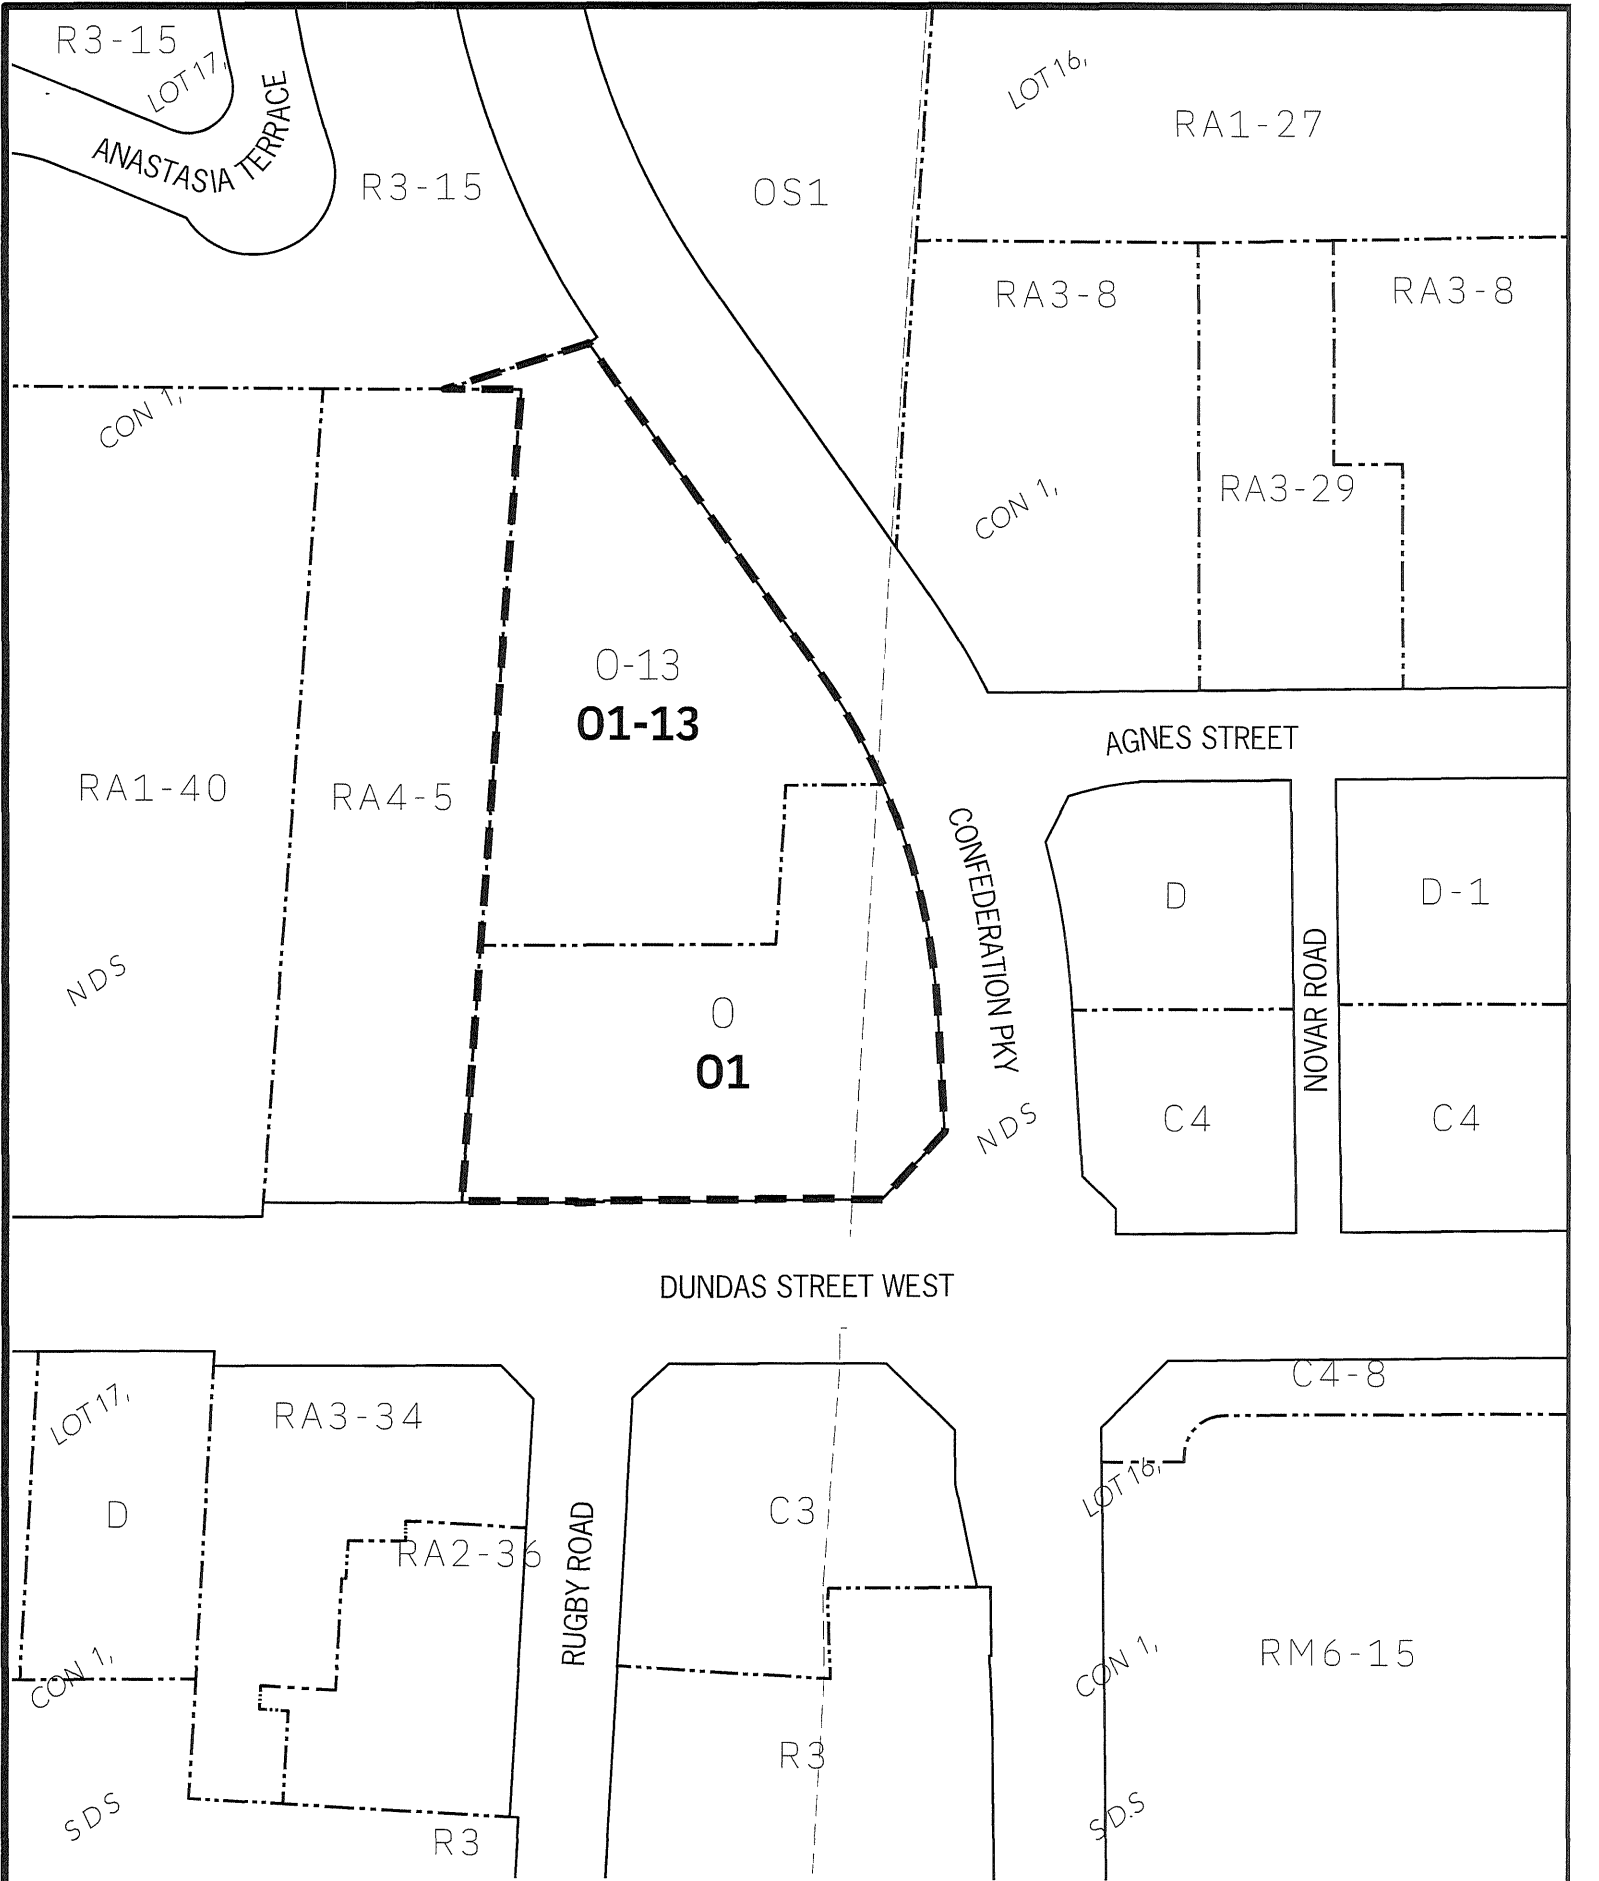 R3-15
LOT 17,
ANASTASIA TERRACE
R3-15
OS1
LOT 16,
RA1-27
RA3-8
RA3-8
CON 1,
CON 1,
RA3-29
O-13
O1-13
AGNES STREET
RA1-40
RA4-5
CONFEDERATION PKY
D
D-1
NDS
NOVAR ROAD
O
O1
NDS
C4
C4
DUNDAS STREET WEST
LOT 17,
RA3-34
C4-8
LOT 16,
D
C3
RA2-36
RUGBY ROAD
CON 1,
CON 1,
RM6-15
R3
SDS
SDS
R3